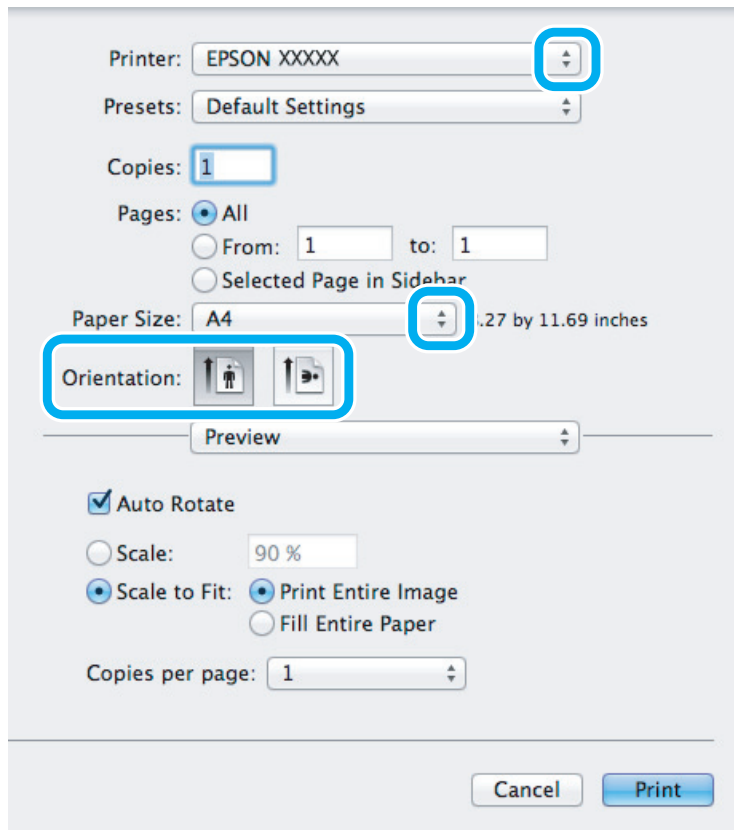 Printer: EPSON XXXXX
Presets: Default Settings
Copies: 1
Pages: All
From: 1 to: 1
Selected Page in Sidebar
Paper Size: A4 .27 by 11.69 inches
Orientation:
Preview
Auto Rotate
Scale: 90 %
Scale to Fit: Print Entire Image
Fill Entire Paper
Copies per page: 1
Cancel Print